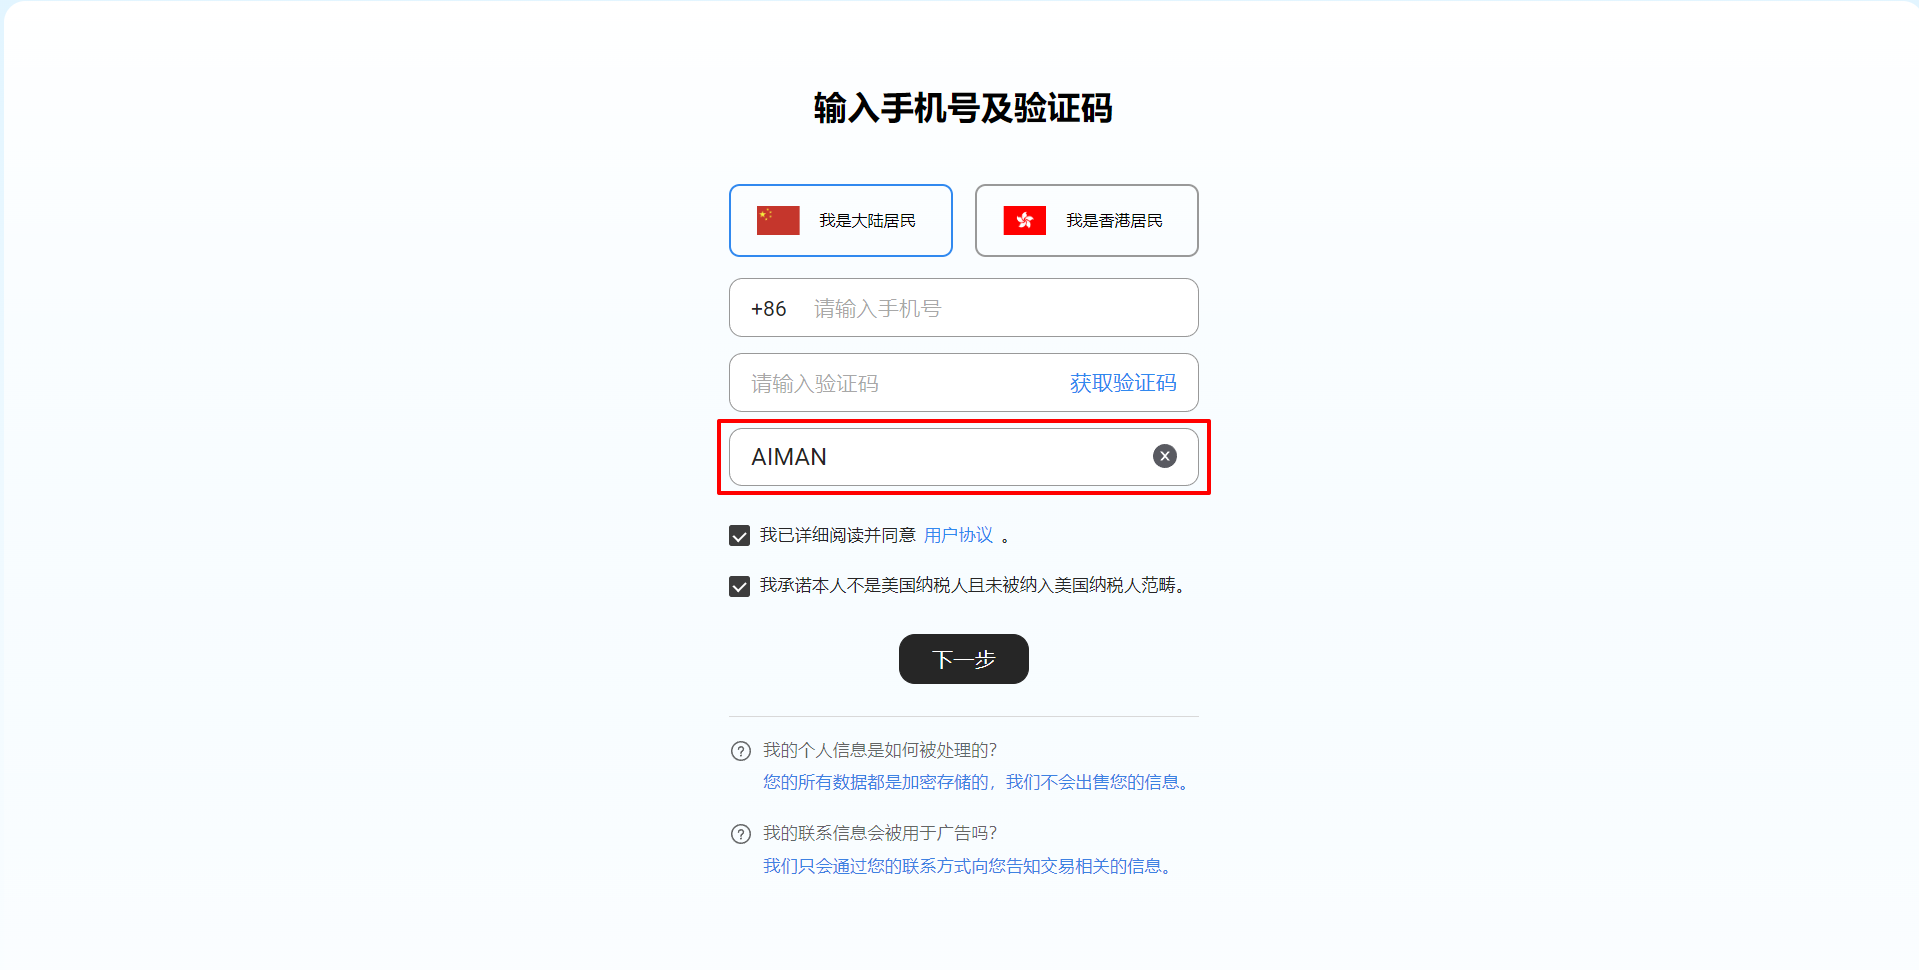 输入手机号及验证码
我是大陆居民 我是香港居民
+86 请输入手机号
请输入验证码 获取验证码
AIMAN
我已详细阅读并同意 用户协议 。
我承诺本人不是美国纳税人且未被纳入美国纳税人范畴。
下一步
我的个人信息是如何被处理的？
您的所有数据都是加密存储的，我们不会出售您的信息。
我的联系信息会被用于广告吗？
我们只会通过您的联系方式向您告知交易相关的信息。